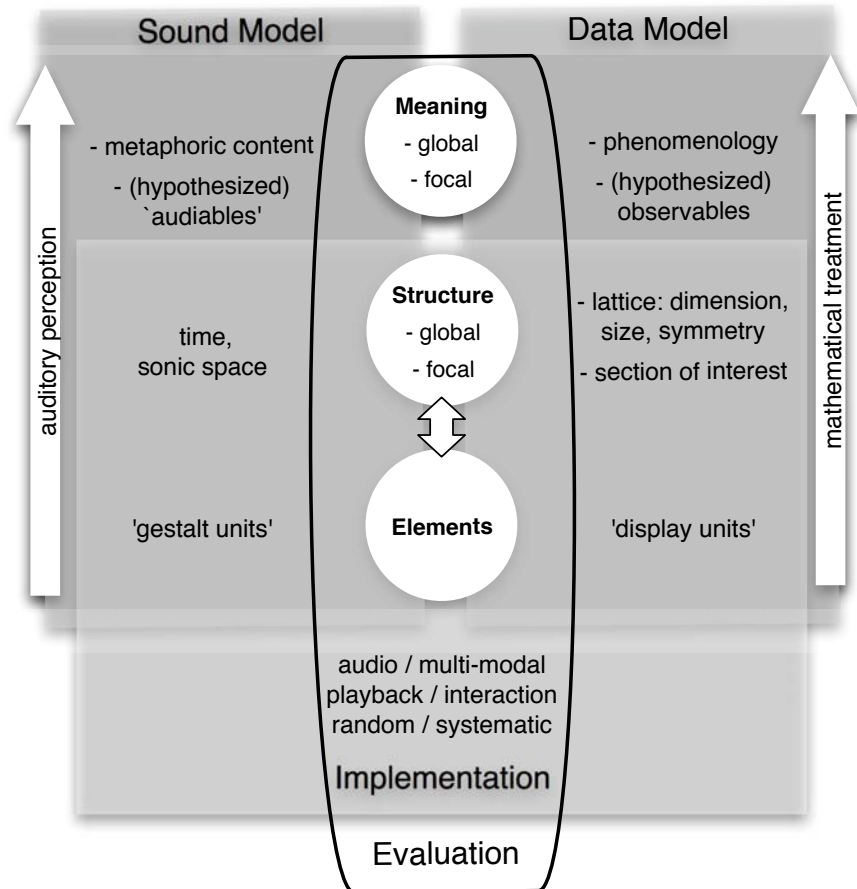 Sound Model
Data Model
auditory perception
- metaphoric content
- (hypothesized)
`audiables'
Meaning
- global
- focal
- phenomenology
- (hypothesized)
observables
mathematical treatment
time,
sonic space
Structure
- global
- focal
- lattice: dimension,
size, symmetry
- section of interest
'gestalt units'
Elements
'display units'
audio / multi-modal
playback / interaction
random / systematic
Implementation
Evaluation